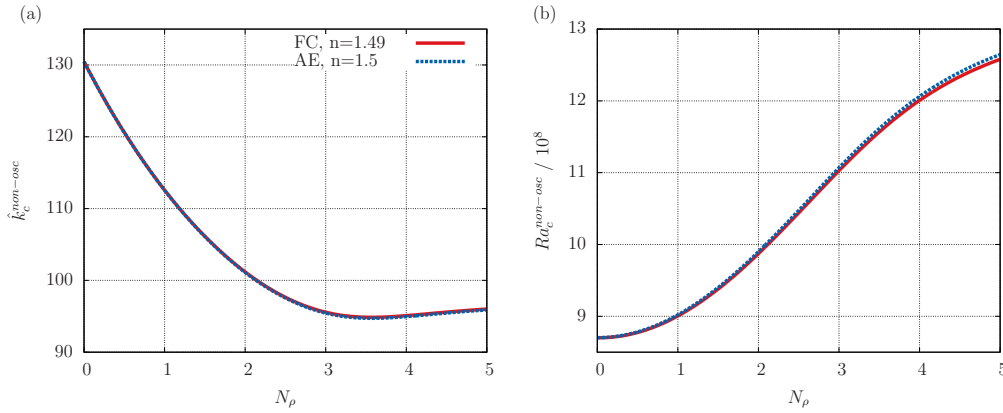 (a)
FC, n=1.49
AE, n=1.5
130
120
110
100
90
0 1 2 3 4 5
k̂_c^{non−osc}
N_ρ
(b)
13
12
11
10
9
0 1 2 3 4 5
Ra_c^{non−osc} / 10^8
N_ρ